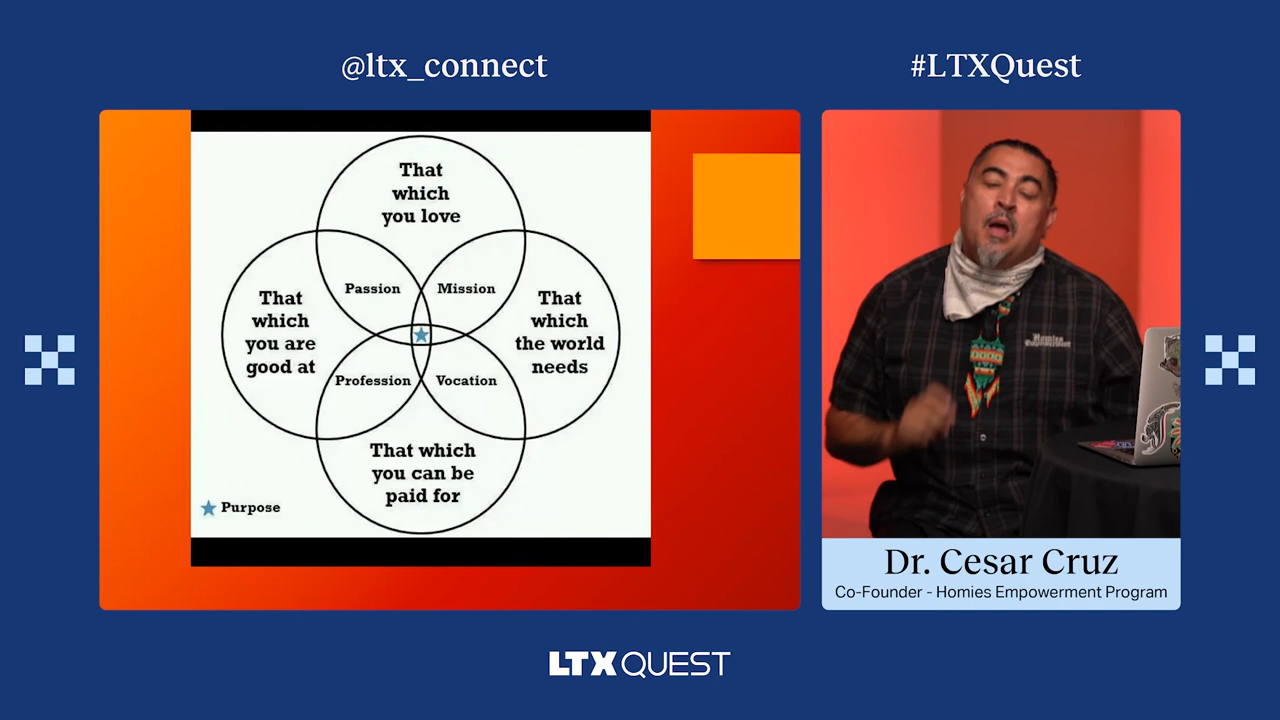 @ltx_connect
#LTXQuest
That
which
you love
Passion
Mission
That
which
you are
good at
That
which
the world
needs
Profession
Vocation
That which
you can be
paid for
Purpose
Homies
Empowerment
Dr. Cesar Cruz
Co-Founder - Homies Empowerment Program
LTX QUEST